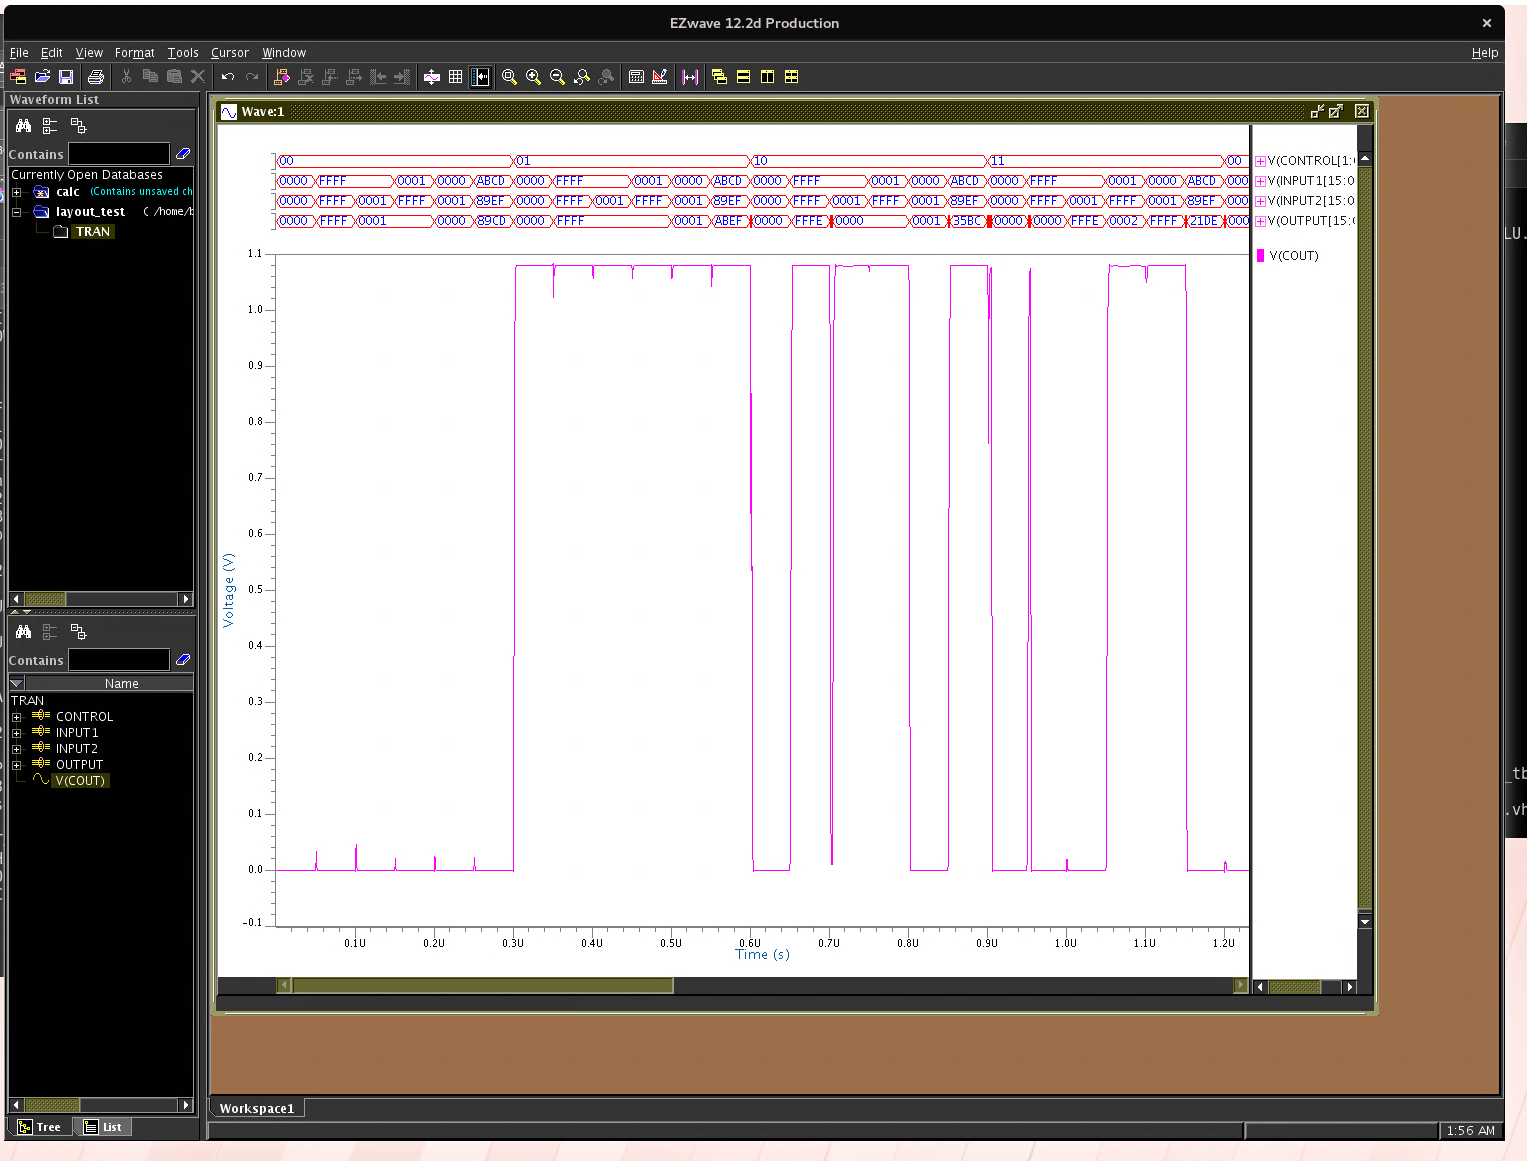 EZwave 12.2d Production
File Edit View Format Tools Cursor Window Help
Waveform List
Wave:1
Contains
Currently Open Databases
calc (Contains unsaved ch
layout_test ( /home/b
TRAN
00 01 10 11 00 V(CONTROL[1:
0000 FFFF 0001 0000 ABCD 0000 FFFF 0001 0000 ABCD 0000 FFFF 0001 0000 ABCD 0000 FFFF 0001 0000 ABCD 000 V(INPUT1[15:0
0000 FFFF 0001 FFFF 0001 89EF 0000 FFFF 0001 FFFF 0001 89EF 0000 FFFF 0001 FFFF 0001 89EF 0000 FFFF 0001 FFFF 0001 89EF 000 V(INPUT2[15:0
0000 FFFF 0001 0000 89CD 0000 FFFF 0001 ABEF 0000 FFFE 0000 0001 35BC 0000 0000 FFFE 0002 FFFF 21DE 000 V(OUTPUT[15:
V(COUT)
1.1
1.0
0.9
0.8
0.7
0.6
0.5
0.4
0.3
0.2
0.1
0.0
-0.1
Voltage (V)
0.1U 0.2U 0.3U 0.4U 0.5U 0.6U 0.7U 0.8U 0.9U 1.0U 1.1U 1.2U
Time (s)
Contains
Name
TRAN
CONTROL
INPUT1
INPUT2
OUTPUT
V(COUT)
Tree List
Workspace1
1:56 AM
LU.
_tb
.vh